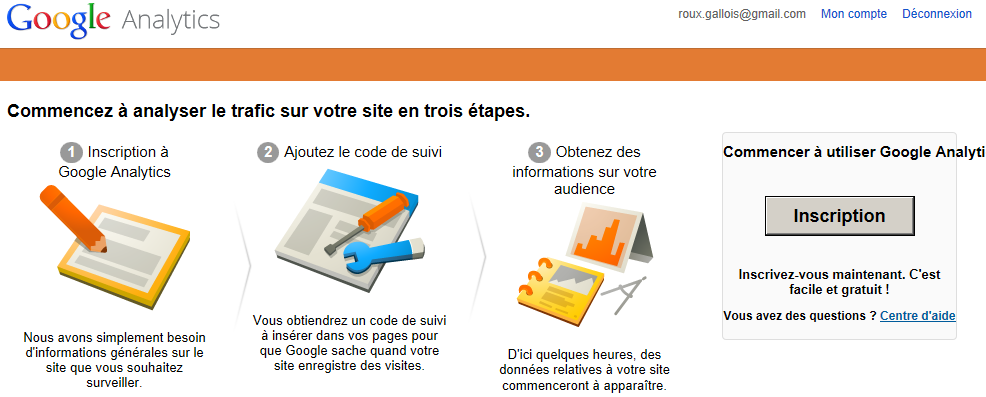 Google Analytics
roux.gallois@gmail.com Mon compte Déconnexion
Commencez à analyser le trafic sur votre site en trois étapes.
1 Inscription à
Google Analytics
Nous avons simplement besoin
d'informations générales sur le
site que vous souhaitez
surveiller.
2 Ajoutez le code de suivi
Vous obtiendrez un code de suivi
à insérer dans vos pages pour
que Google sache quand votre
site enregistre des visites.
3 Obtenez des
informations sur votre
audience
D'ici quelques heures, des
données relatives à votre site
commenceront à apparaître.
Commencer à utiliser Google Analyti
Inscription
Inscrivez-vous maintenant. C'est
facile et gratuit !
Vous avez des questions ? Centre d'aide